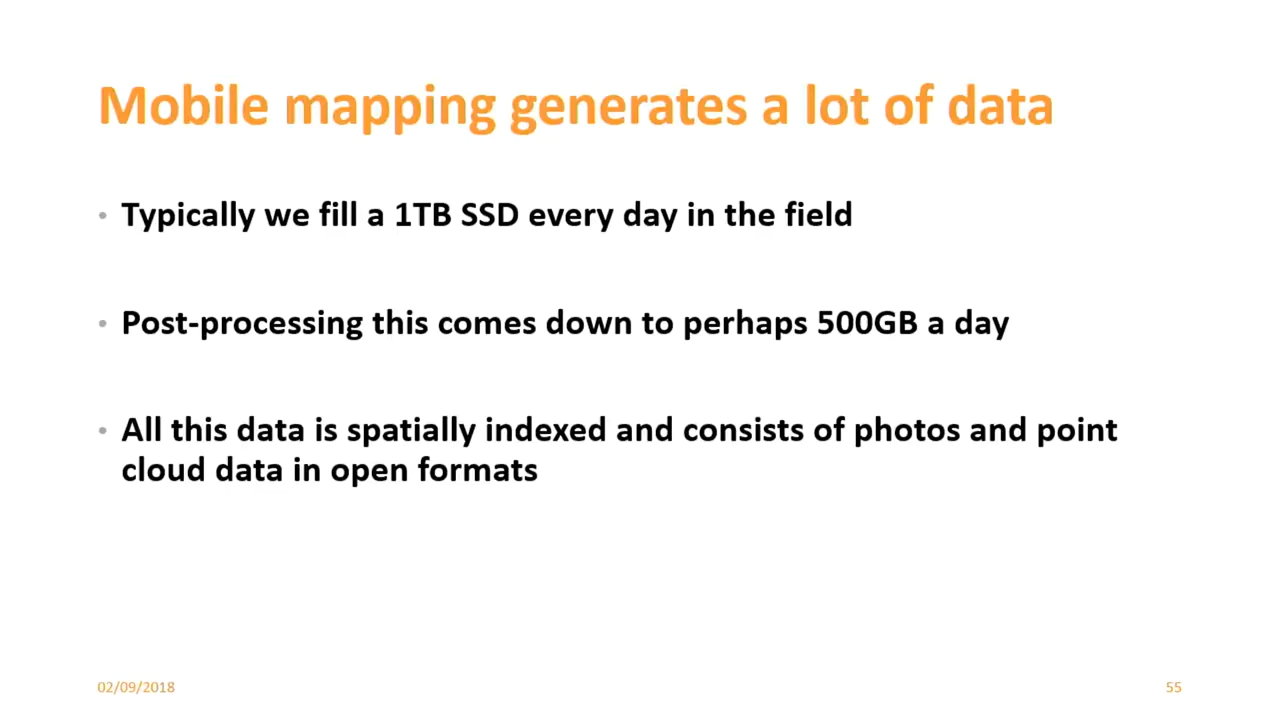 Mobile mapping generates a lot of data
• Typically we fill a 1TB SSD every day in the field
• Post-processing this comes down to perhaps 500GB a day
• All this data is spatially indexed and consists of photos and point
cloud data in open formats
02/09/2018
55